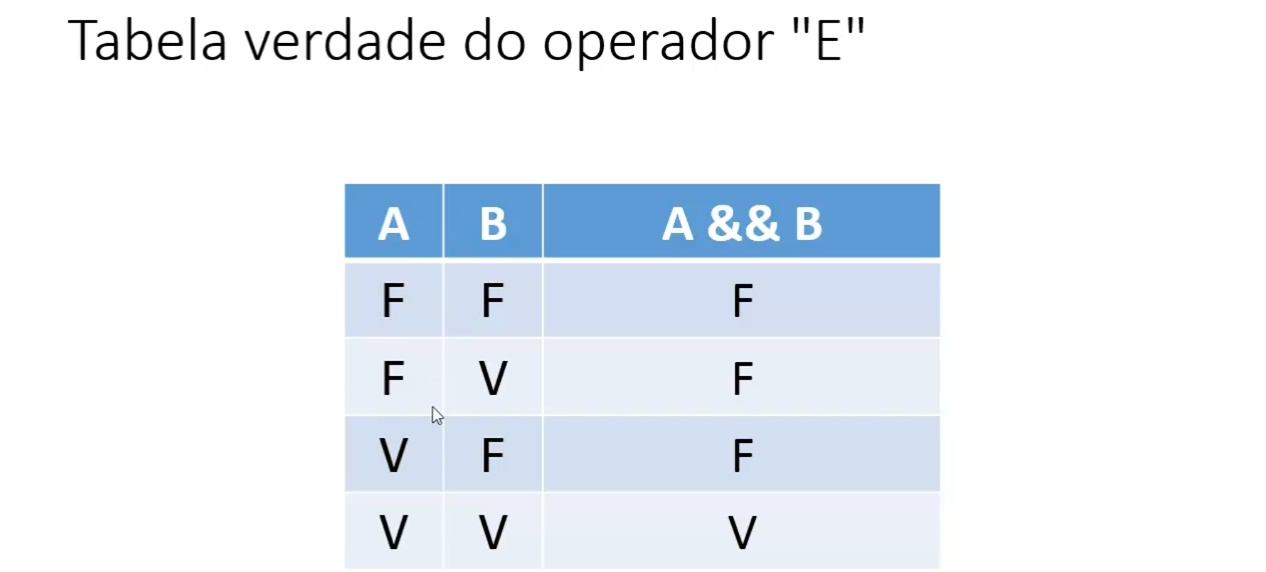 Tabela verdade do operador "E"
A B A && B
F F F
F V F
V F F
V V V